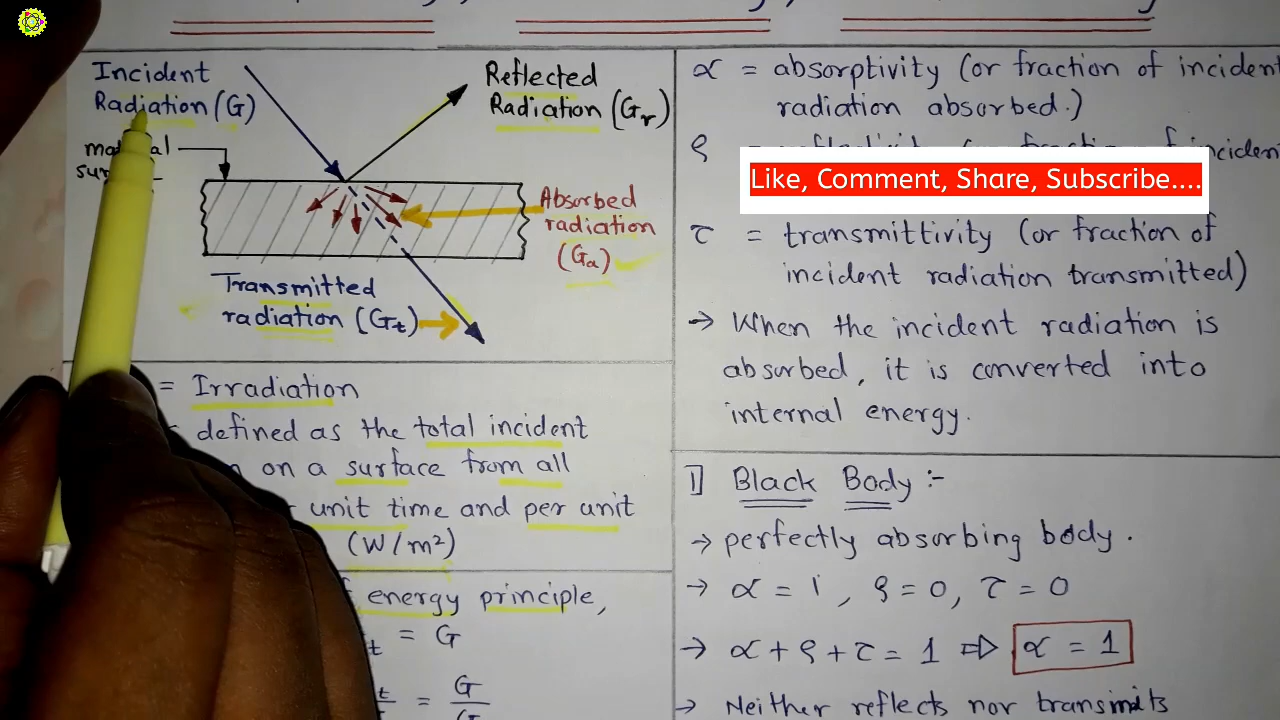 Incident
Radiation (G)
Reflected
Radiation (Gr)
Absorbed
radiation
(Ga)
Transmitted
radiation (Gt)
= Irradiation
defined as the total incident
on a surface from all
unit time and per unit
(W/m²)
energy principle,
t = G
G
α = absorptivity (or fraction of incident
radiation absorbed.)
ρ
incident
Like, Comment, Share, Subscribe....
τ = transmittivity (or fraction of
incident radiation transmitted)
→ When the incident radiation is
absorbed, it is converted into
internal energy.
1] Black Body :-
→ perfectly absorbing body.
→ α = 1, ρ = 0, τ = 0
→ α + ρ + τ = 1 ⇒ α = 1
→ Neither reflects nor transmits